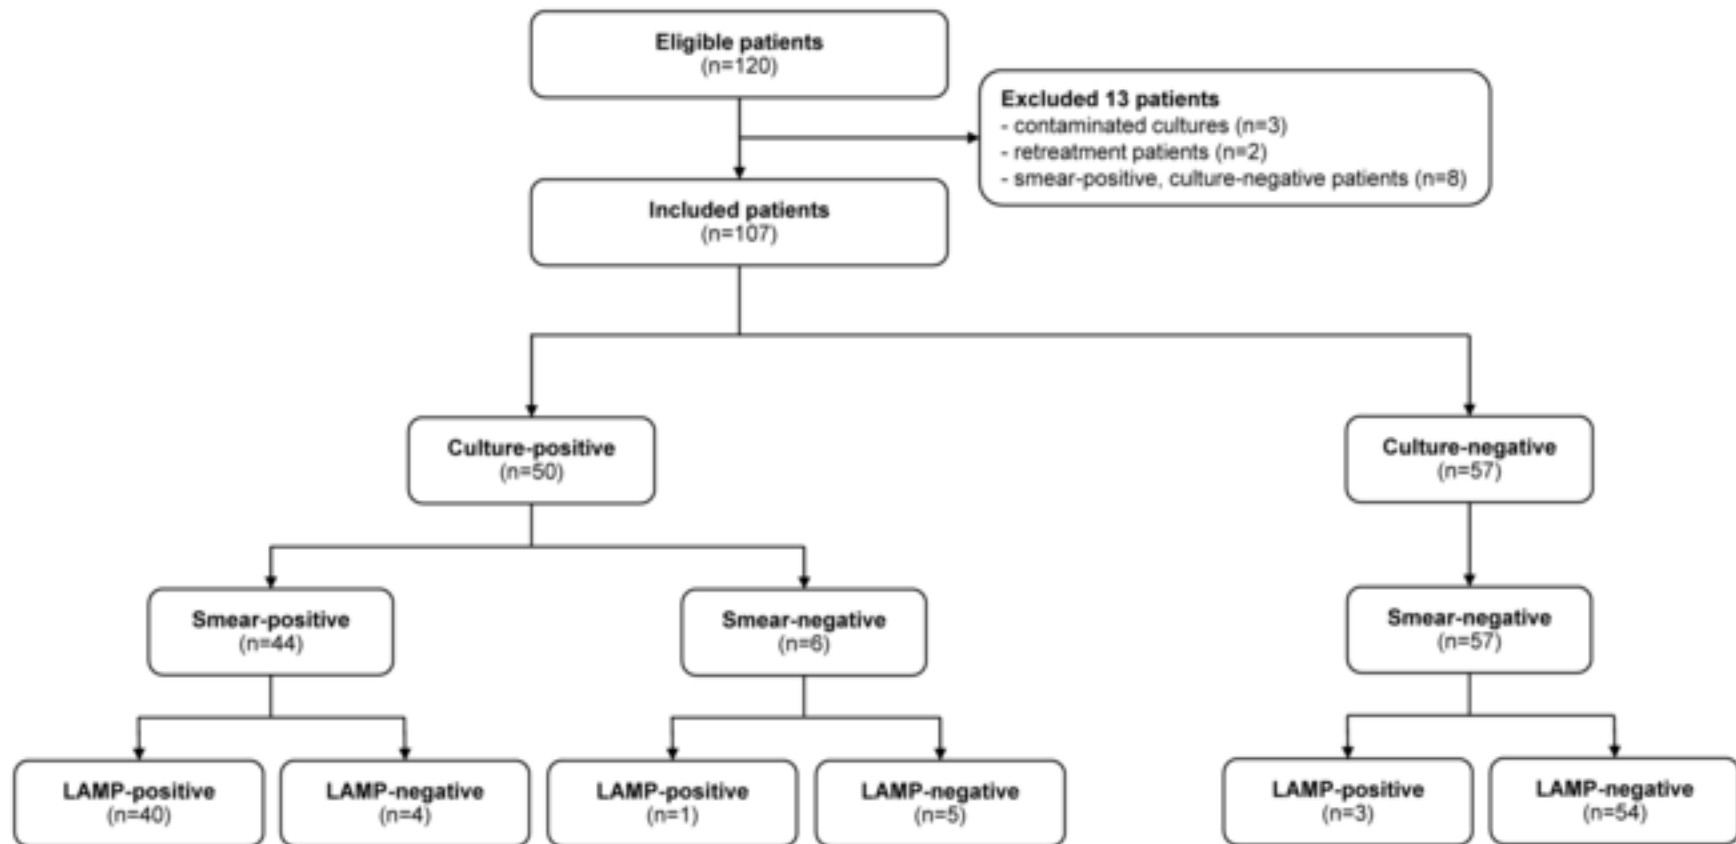 Eligible patients
(n=120)
Excluded 13 patients
- contaminated cultures (n=3)
- retreatment patients (n=2)
- smear-positive, culture-negative patients (n=8)
Included patients
(n=107)
Culture-positive
(n=50)
Culture-negative
(n=57)
Smear-positive
(n=44)
Smear-negative
(n=6)
Smear-negative
(n=57)
LAMP-positive
(n=40)
LAMP-negative
(n=4)
LAMP-positive
(n=1)
LAMP-negative
(n=5)
LAMP-positive
(n=3)
LAMP-negative
(n=54)